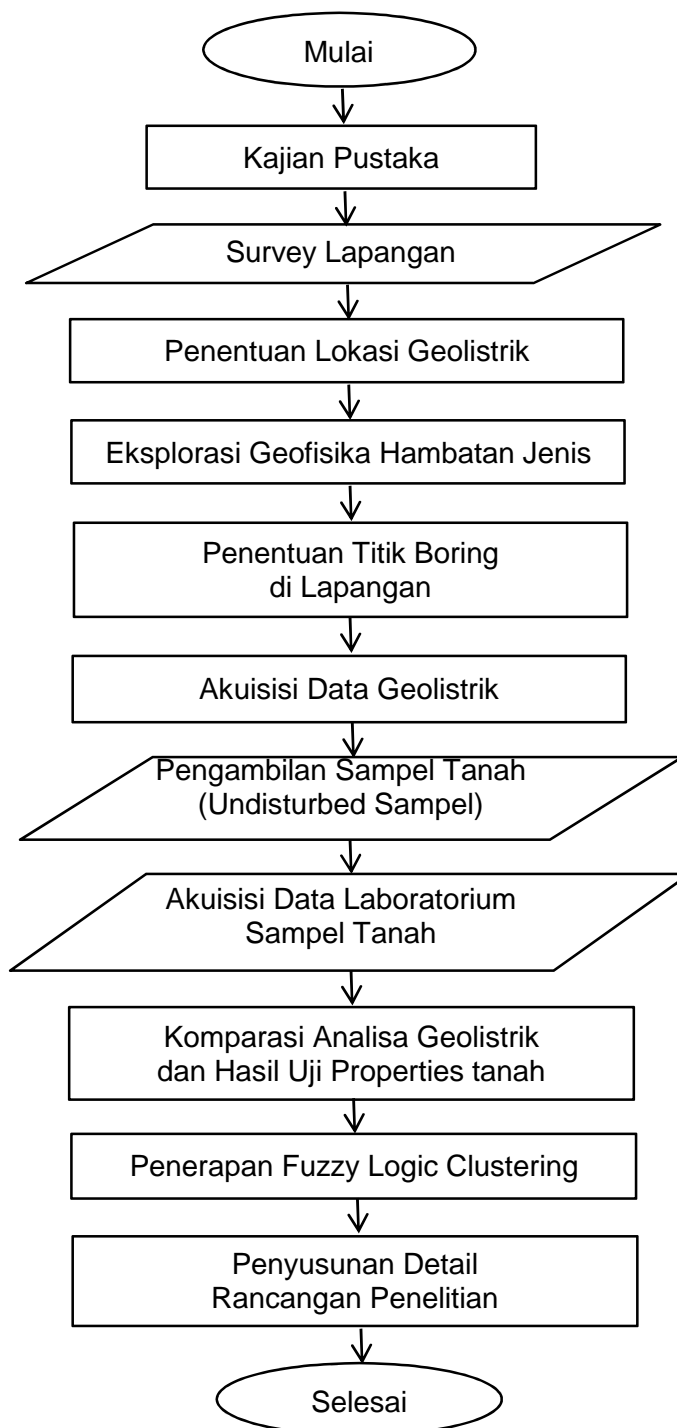 Mulai
Kajian Pustaka
Survey Lapangan
Penentuan Lokasi Geolistrik
Eksplorasi Geofisika Hambatan Jenis
Penentuan Titik Boring
di Lapangan
Akuisisi Data Geolistrik
Pengambilan Sampel Tanah
(Undisturbed Sampel)
Akuisisi Data Laboratorium
Sampel Tanah
Komparasi Analisa Geolistrik
dan Hasil Uji Properties tanah
Penerapan Fuzzy Logic Clustering
Penyusunan Detail
Rancangan Penelitian
Selesai